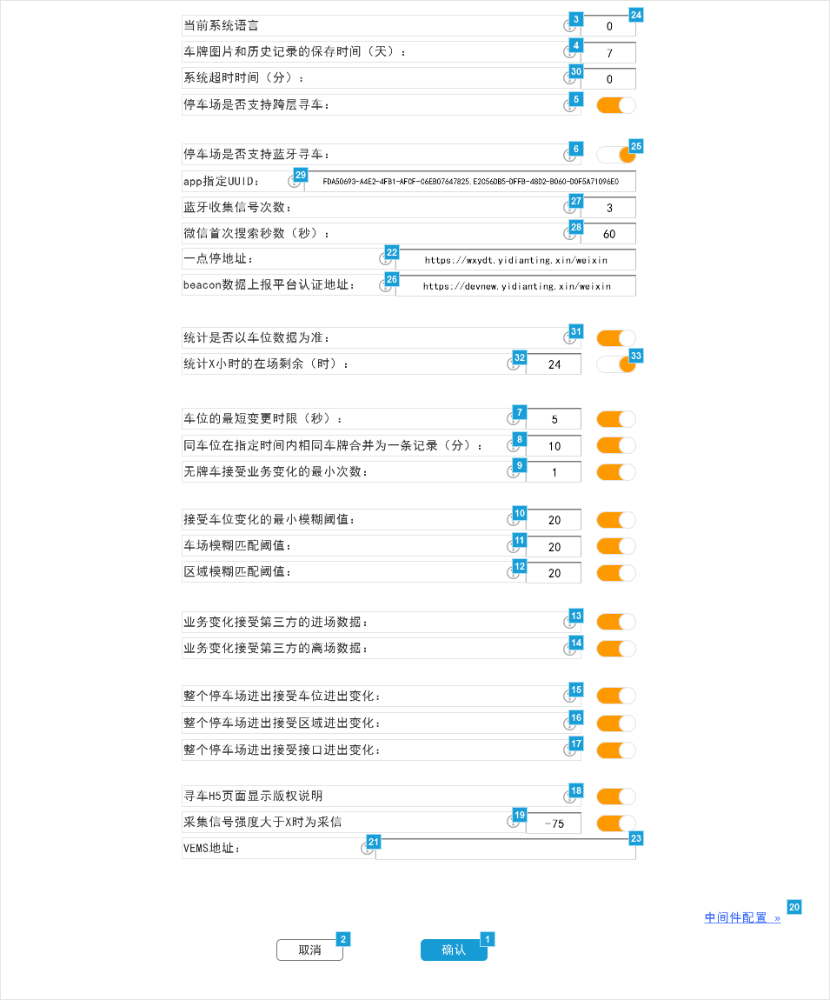 当前系统语言 3 0 24
车牌图片和历史记录的保存时间（天）： 4 7
系统超时时间（分）： 30 0
停车场是否支持跨层寻车： 5
停车场是否支持蓝牙寻车： 6 25
app指定UUID： 29 FDA50693-A4E2-4FB1-AFCF-C6EB07647825,E2C56DB5-DFFB-48D2-B060-D0F5A71096E0
蓝牙收集信号次数： 27 3
微信首次搜索秒数（秒）： 28 60
一点停地址： 22 https://wxydt.yidianting.xin/weixin
beacon数据上报平台认证地址： 26 https://devnew.yidianting.xin/weixin
统计是否以车位数据为准： 31
统计X小时的在场剩余（时）： 32 24 33
车位的最短变更时限（秒）： 7 5
同车位在指定时间内相同车牌合并为一条记录（分）： 8 10
无牌车接受业务变化的最小次数： 9 1
接受车位变化的最小模糊阈值： 10 20
车场模糊匹配阈值： 11 20
区域模糊匹配阈值： 12 20
业务变化接受第三方的进场数据： 13
业务变化接受第三方的离场数据： 14
整个停车场进出接受车位进出变化： 15
整个停车场进出接受区域进出变化： 16
整个停车场进出接受接口进出变化： 17
寻车H5页面显示版权说明 18
采集信号强度大于X时为采信 19 -75
VEMS地址： 21 23
中间件配置 » 20
取消 2 确认 1